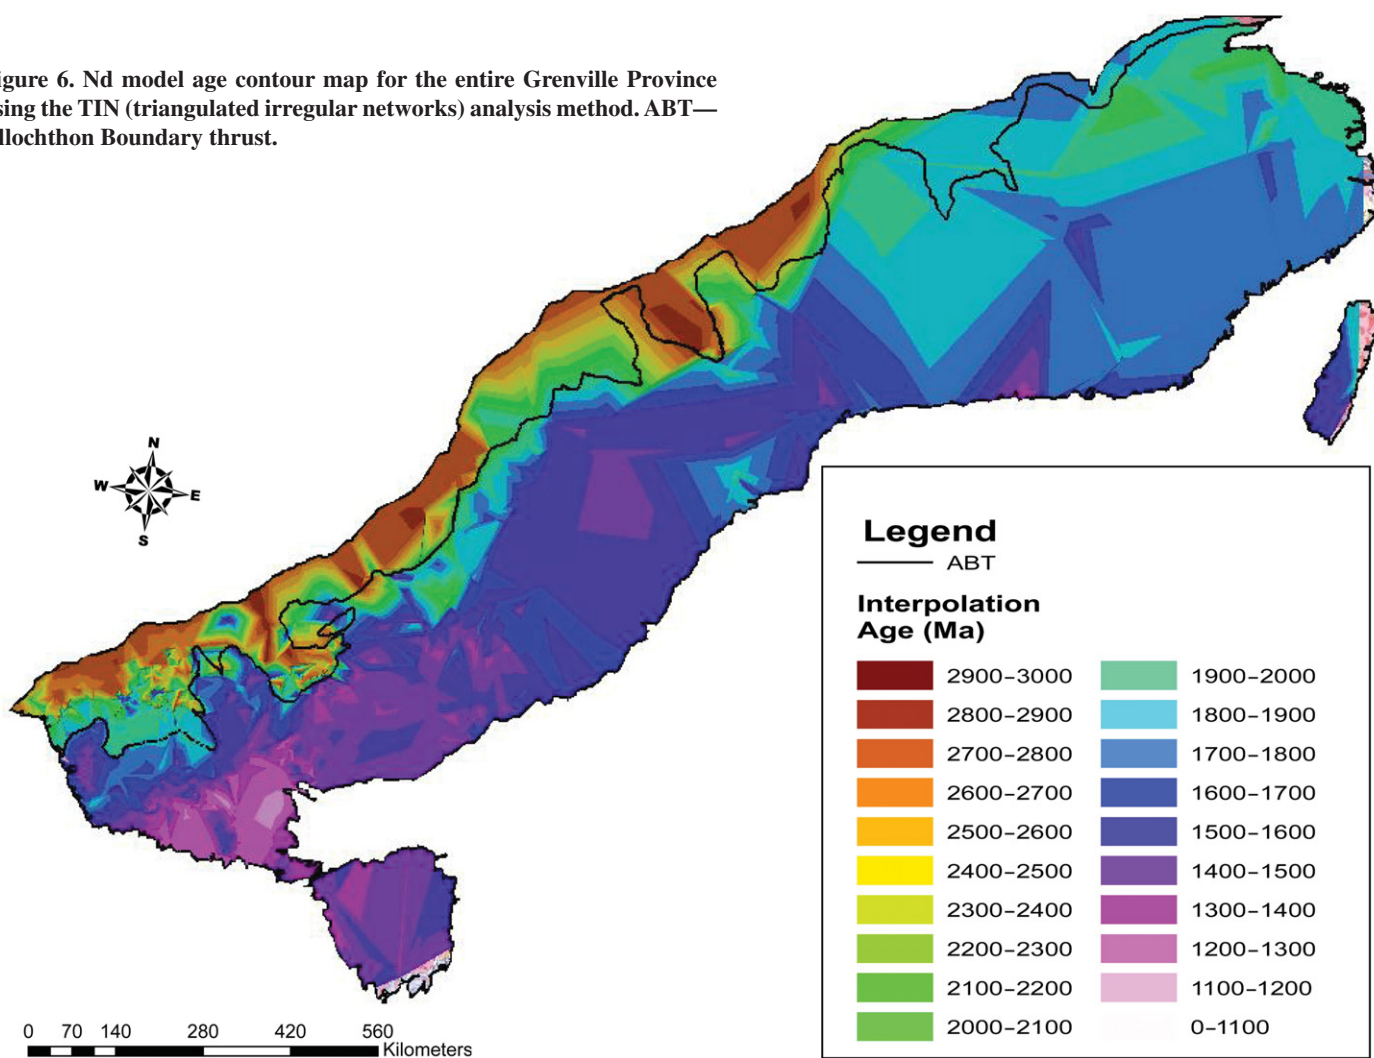 igure 6. Nd model age contour map for the entire Grenville Province
sing the TIN (triangulated irregular networks) analysis method. ABT—
llochthon Boundary thrust.
N
W
E
S
Legend
ABT
Interpolation
Age (Ma)
2900–3000
2800–2900
2700–2800
2600–2700
2500–2600
2400–2500
2300–2400
2200–2300
2100–2200
2000–2100
1900–2000
1800–1900
1700–1800
1600–1700
1500–1600
1400–1500
1300–1400
1200–1300
1100–1200
0–1100
0 70 140 280 420 560
Kilometers